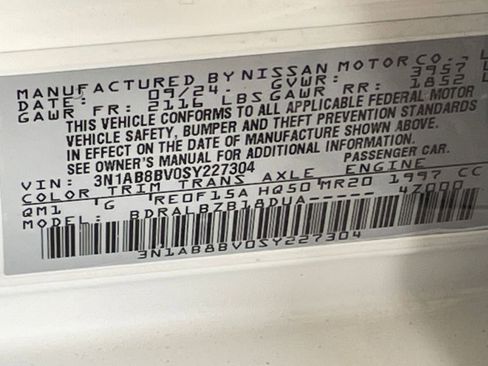 MANUFACTURED BY NISSAN MOTOR CO., L
DATE: 09/24 GVWR: 3957 L
GAWR FR: 2116 LBS GAWR RR: 1852
THIS VEHICLE CONFORMS TO ALL APPLICABLE FEDERAL MOTOR
VEHICLE SAFETY, BUMPER AND THEFT PREVENTION STANDARDS
IN EFFECT ON THE DATE OF MANUFACTURE SHOWN ABOVE.
SEE OWNER'S MANUAL FOR ADDITIONAL INFORMATION.
VIN: 3N1AB8BV0SY227304 PASSENGER CAR
COLOR TRIM TRANS AXLE ENGINE
QM1 G RE0F15A HQ50 MR20 1997 CC
MODEL: BDRALBZB18DUA- 47000
3N1AB8BV0SY227304